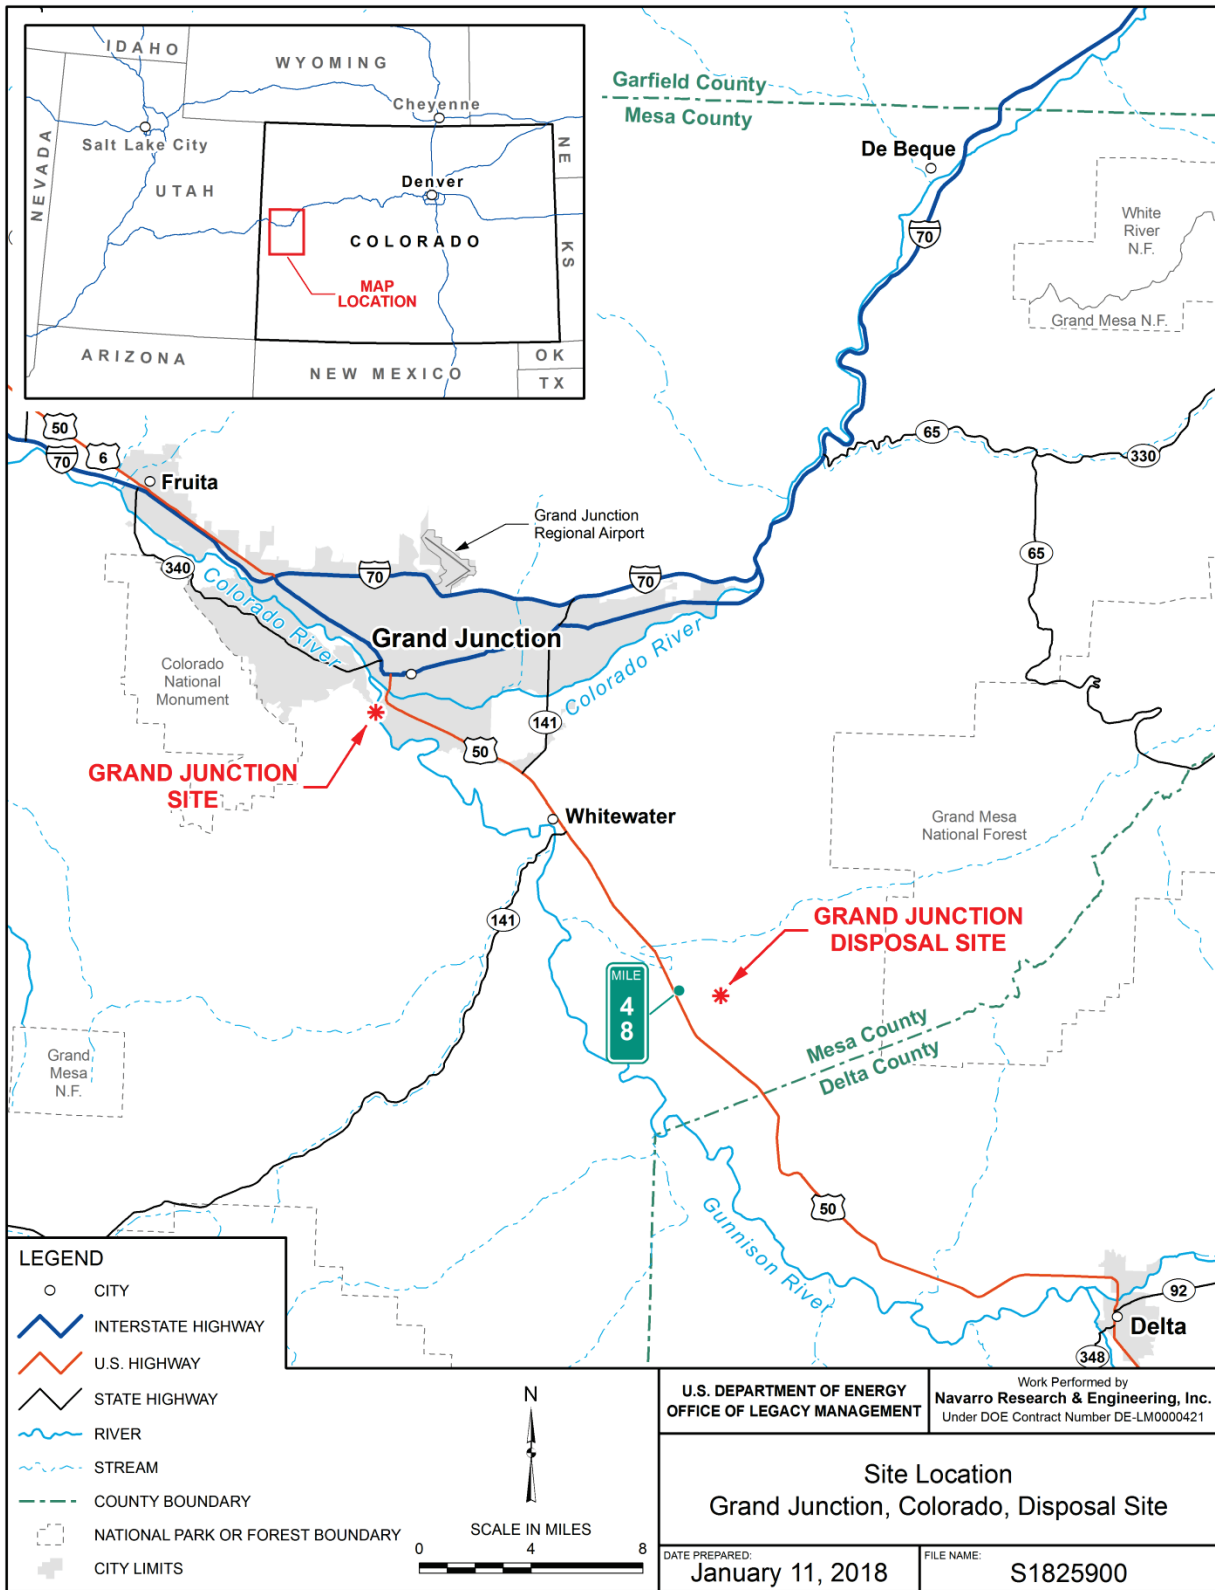 IDAHO
WYOMING
Cheyenne
NEVADA
Salt Lake City
NE
UTAH
Denver
COLORADO
KS
MAP
LOCATION
ARIZONA
NEW MEXICO
OK
TX
Garfield County
Mesa County
De Beque
White
River
N.F.
70
Grand Mesa N.F.
50
6
70
65
330
Fruita
Grand Junction
Regional Airport
65
340
70
70
Colorado River
Grand Junction
Colorado
National
Monument
Colorado River
141
50
GRAND JUNCTION
SITE
Whitewater
Grand Mesa
National Forest
141
GRAND JUNCTION
DISPOSAL SITE
MILE
4
8
Mesa County
Delta County
Grand
Mesa
N.F.
50
Gunnison River
92
Delta
348
LEGEND
CITY
INTERSTATE HIGHWAY
U.S. HIGHWAY
STATE HIGHWAY
RIVER
STREAM
COUNTY BOUNDARY
NATIONAL PARK OR FOREST BOUNDARY
CITY LIMITS
N
SCALE IN MILES
0 4 8
U.S. DEPARTMENT OF ENERGY
OFFICE OF LEGACY MANAGEMENT
Work Performed by
Navarro Research & Engineering, Inc.
Under DOE Contract Number DE-LM0000421
Site Location
Grand Junction, Colorado, Disposal Site
DATE PREPARED:
January 11, 2018
FILE NAME:
S1825900